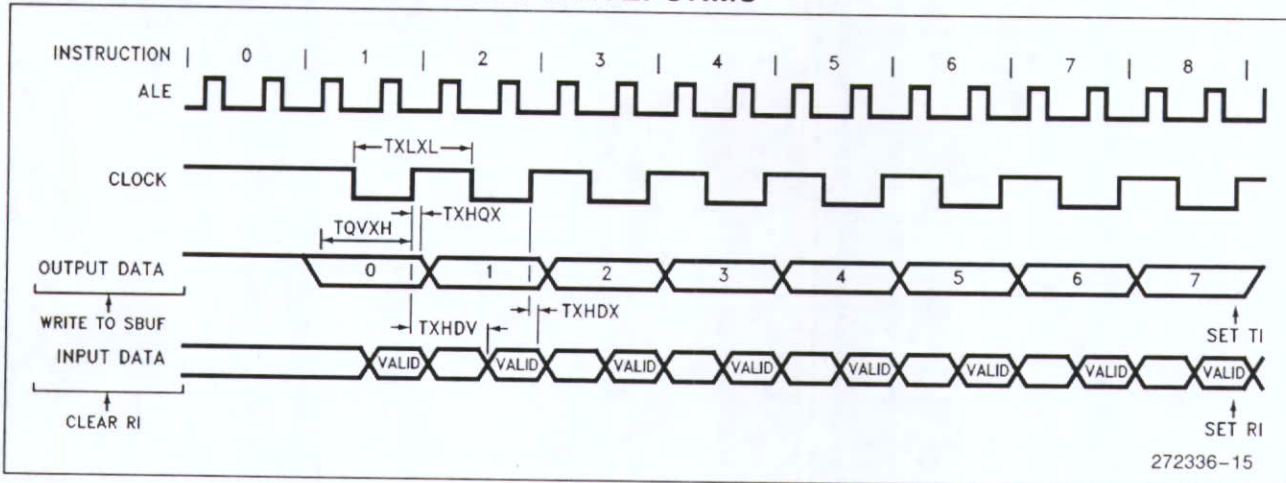 INSTRUCTION | 0 | 1 | 2 | 3 | 4 | 5 | 6 | 7 | 8 |
ALE
TXLXL
CLOCK
TXHQX
TQVXH
OUTPUT DATA 0 1 2 3 4 5 6 7
WRITE TO SBUF
TXHDV
TXHDX
SET TI
INPUT DATA VALID VALID VALID VALID VALID VALID VALID VALID
CLEAR RI
SET RI
272336-15